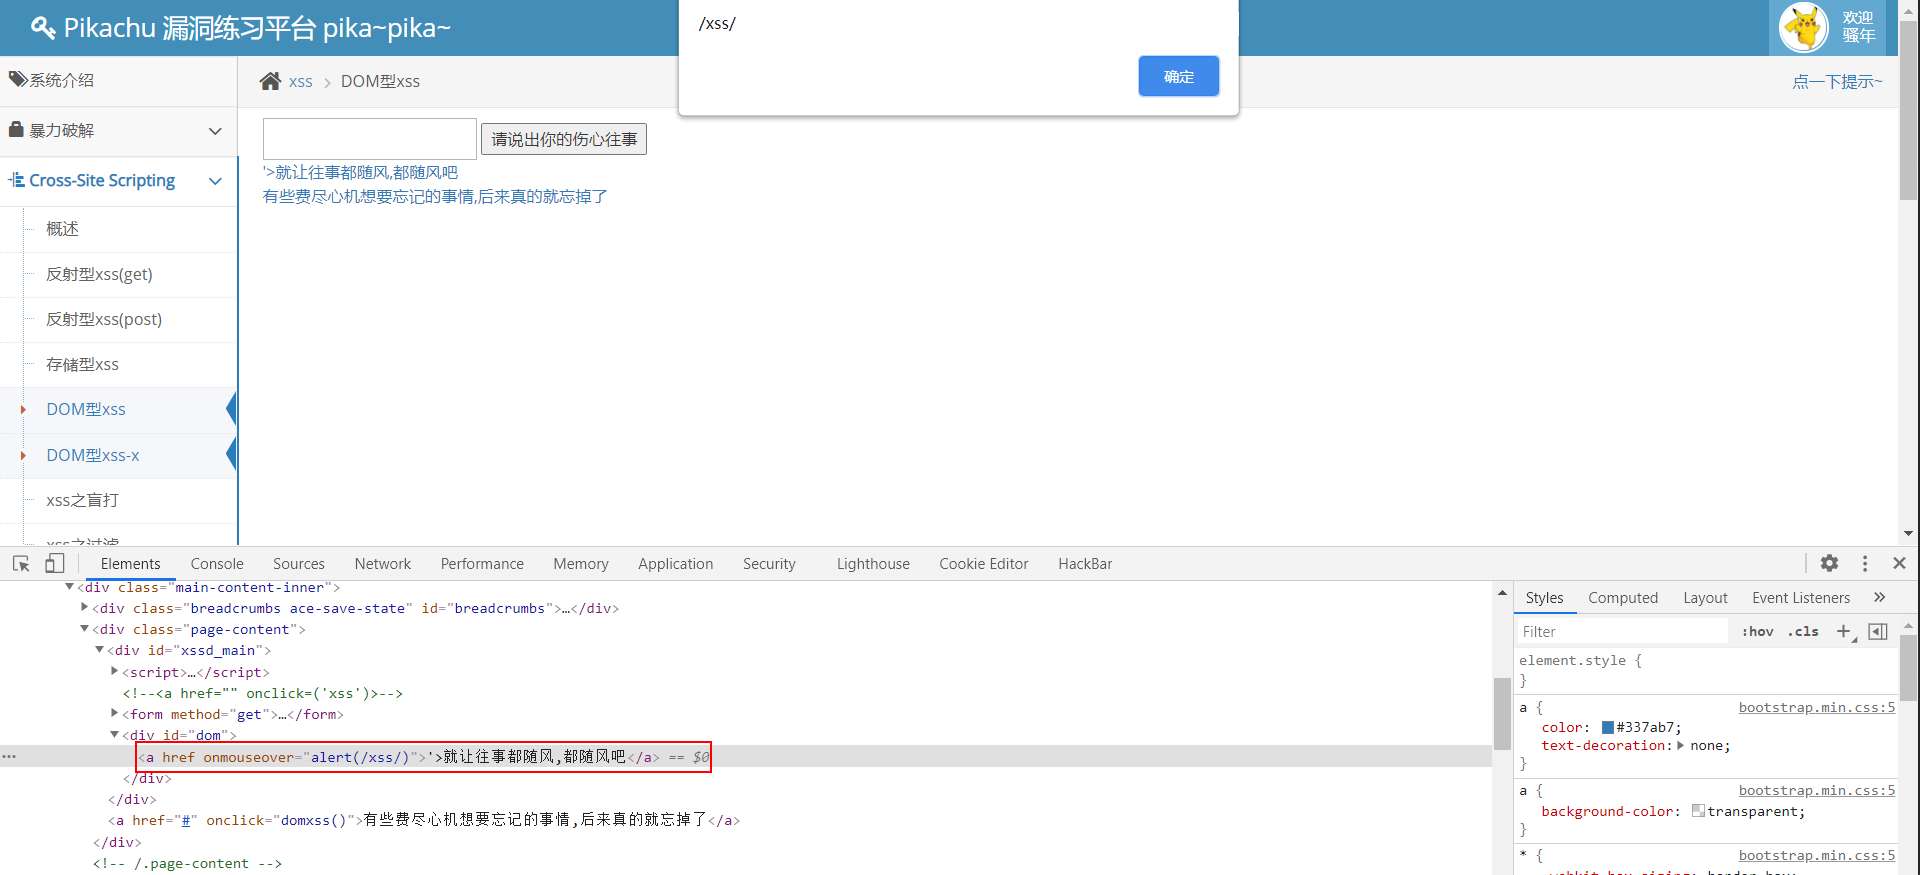 Pikachu 漏洞练习平台 pika~pika~
/xss/
确定
欢迎
骚年
系统介绍
xss
DOM型xss
点一下提示~
暴力破解
请说出你的伤心往事
Cross-Site Scripting
'>就让往事都随风,都随风吧
有些费尽心机想要忘记的事情,后来真的就忘掉了
概述
反射型xss(get)
反射型xss(post)
存储型xss
DOM型xss
DOM型xss-x
xss之盲打
xss之过滤
Elements Console Sources Network Performance Memory Application Security Lighthouse Cookie Editor HackBar
<div class="main-content-inner">
<div class="breadcrumbs ace-save-state" id="breadcrumbs">…</div>
<div class="page-content">
<div id="xssd_main">
<script>…</script>
<!--<a href="" onclick=('xss')>-->
<form method="get">…</form>
<div id="dom">
<a href onmouseover="alert(/xss/)">'>就让往事都随风,都随风吧</a> == $0
</div>
</div>
<a href="#" onclick="domxss()">有些费尽心机想要忘记的事情,后来真的就忘掉了</a>
</div>
<!-- /.page-content -->
Styles Computed Layout Event Listeners »
Filter :hov .cls +
element.style {
}
a { bootstrap.min.css:5
color: #337ab7;
text-decoration: none;
}
a { bootstrap.min.css:5
background-color: transparent;
}
* { bootstrap.min.css:5